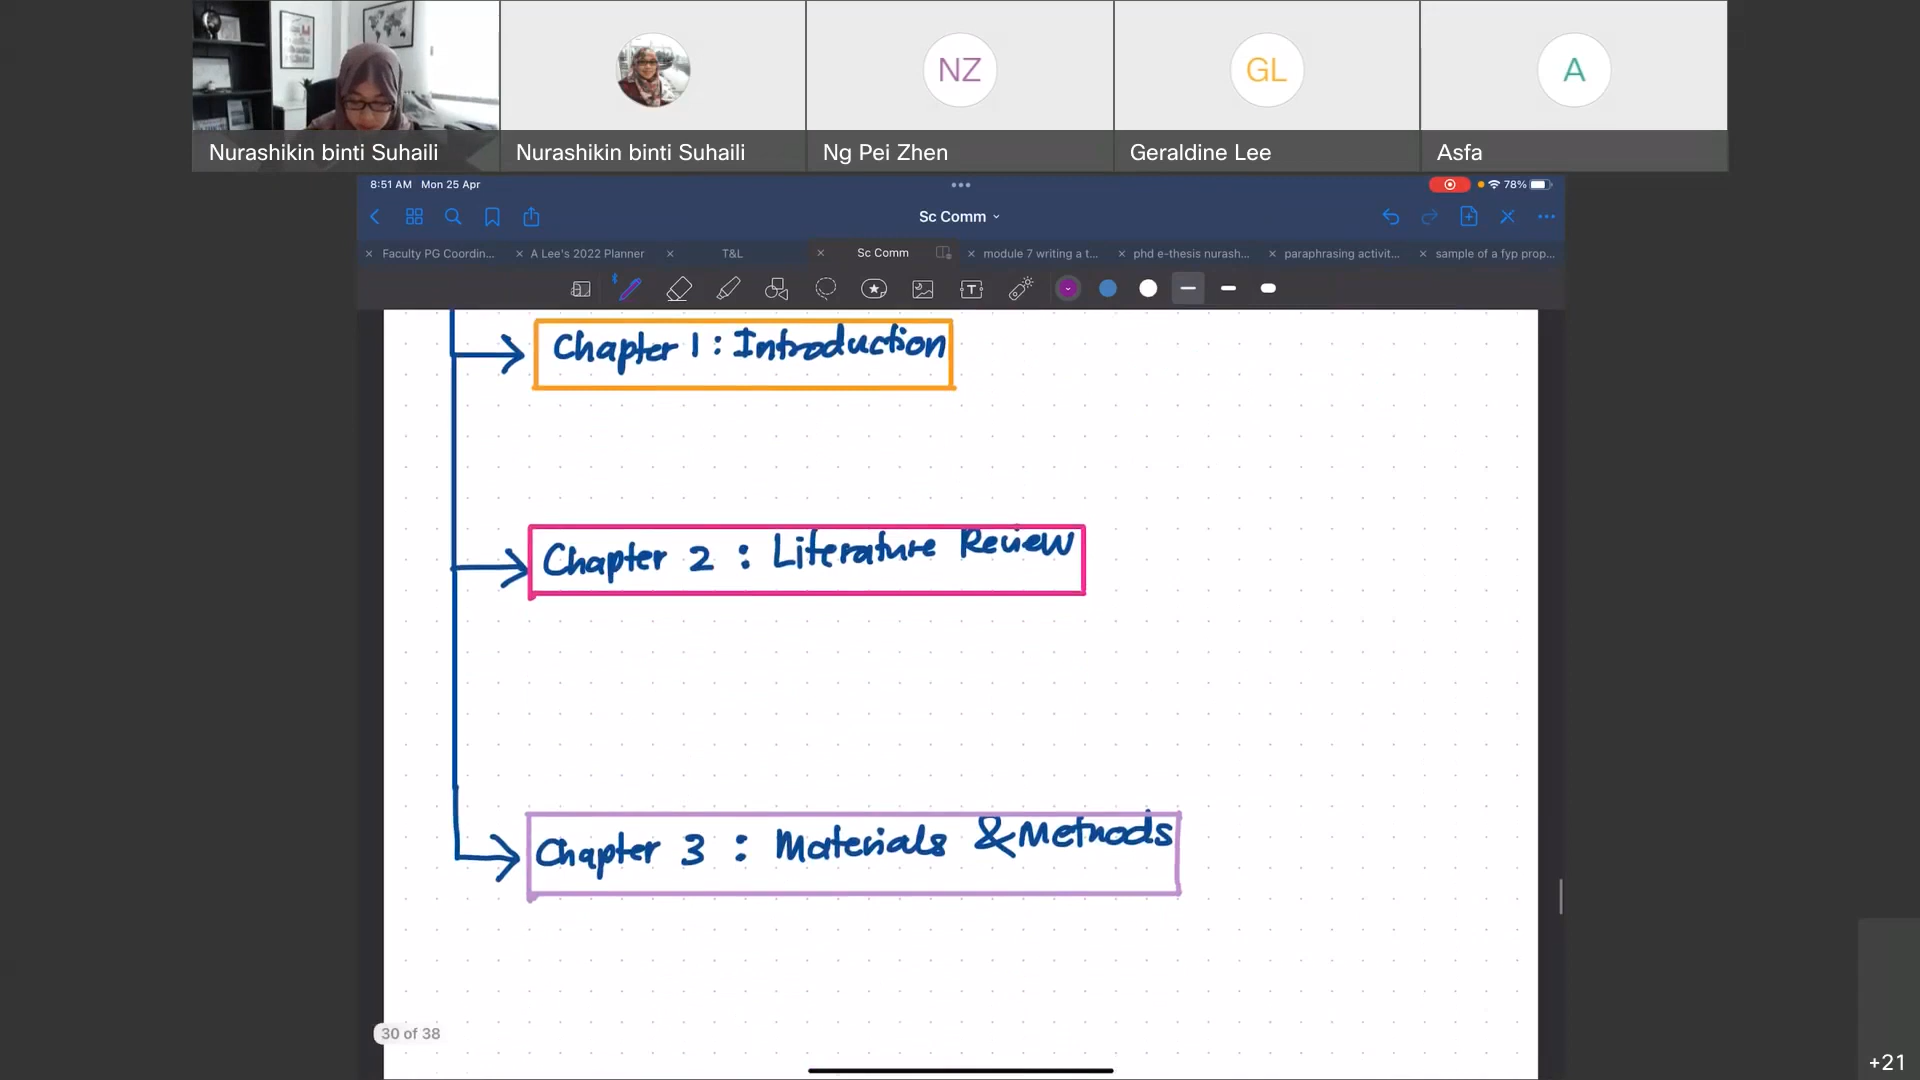 NZ
GL
A
Nurashikin binti Suhaili
Nurashikin binti Suhaili
Ng Pei Zhen
Geraldine Lee
Asfa
8:51 AM Mon 25 Apr
78%
Sc Comm
Faculty PG Coordin...
A Lee's 2022 Planner
T&L
Sc Comm
module 7 writing a t...
phd e-thesis nurash...
paraphrasing activit...
sample of a fyp prop...
Chapter 1 : Introduction
Chapter 2 : Literature Review
Chapter 3 : Materials & Methods
30 of 38
+21